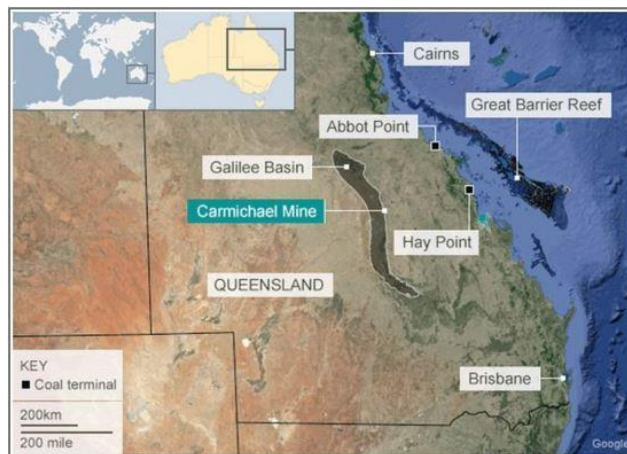 Cairns
Great Barrier Reef
Abbot Point
Galilee Basin
Carmichael Mine
Hay Point
QUEENSLAND
KEY
Coal terminal
Brisbane
200km
200 mile
Google